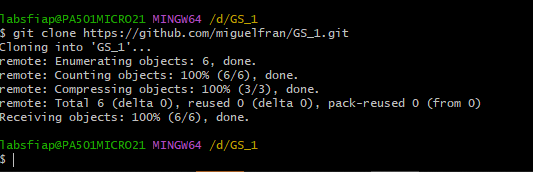 labsfiap@PA501MICRO21 MINGW64 /d/GS_1
$ git clone https://github.com/miguelfran/GS_1.git
Cloning into 'GS_1'...
remote: Enumerating objects: 6, done.
remote: Counting objects: 100% (6/6), done.
remote: Compressing objects: 100% (3/3), done.
remote: Total 6 (delta 0), reused 0 (delta 0), pack-reused 0 (from 0)
Receiving objects: 100% (6/6), done.
labsfiap@PA501MICRO21 MINGW64 /d/GS_1
$